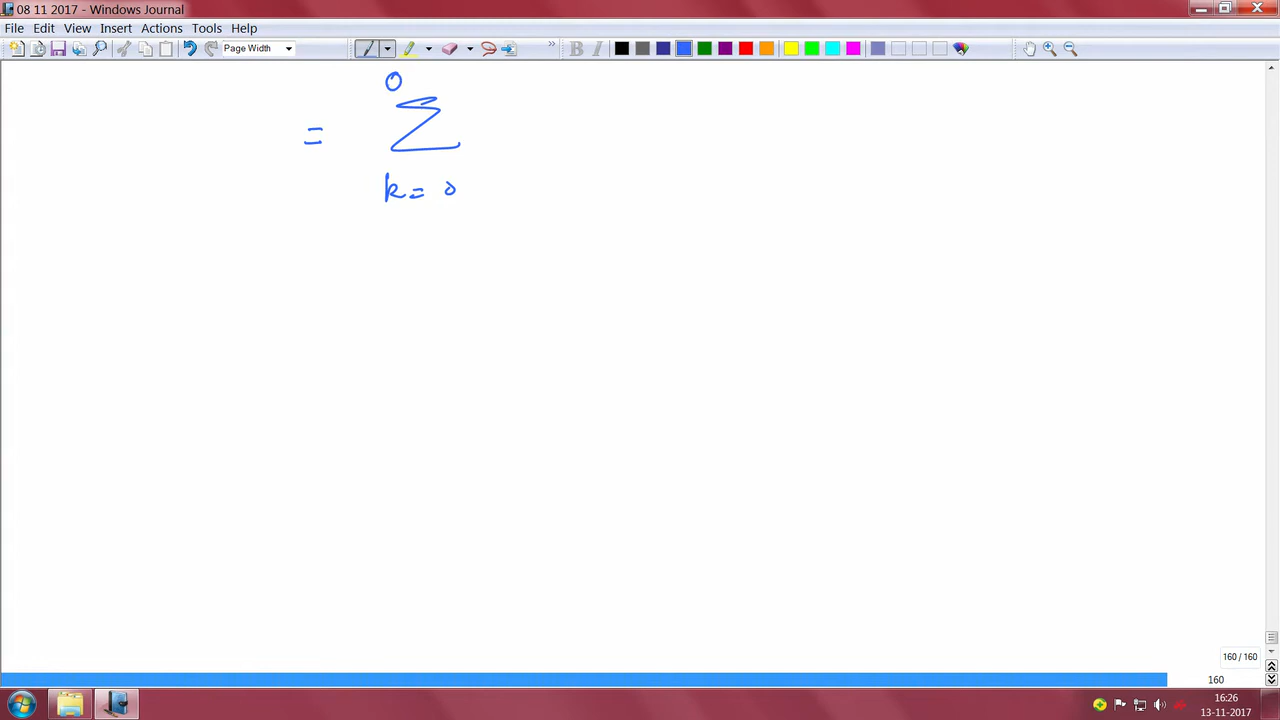 08 11 2017 - Windows Journal
File Edit View Insert Actions Tools Help
Page Width
B I
0
= Σ
k = 0
160 / 160
160
16:26
13-11-2017